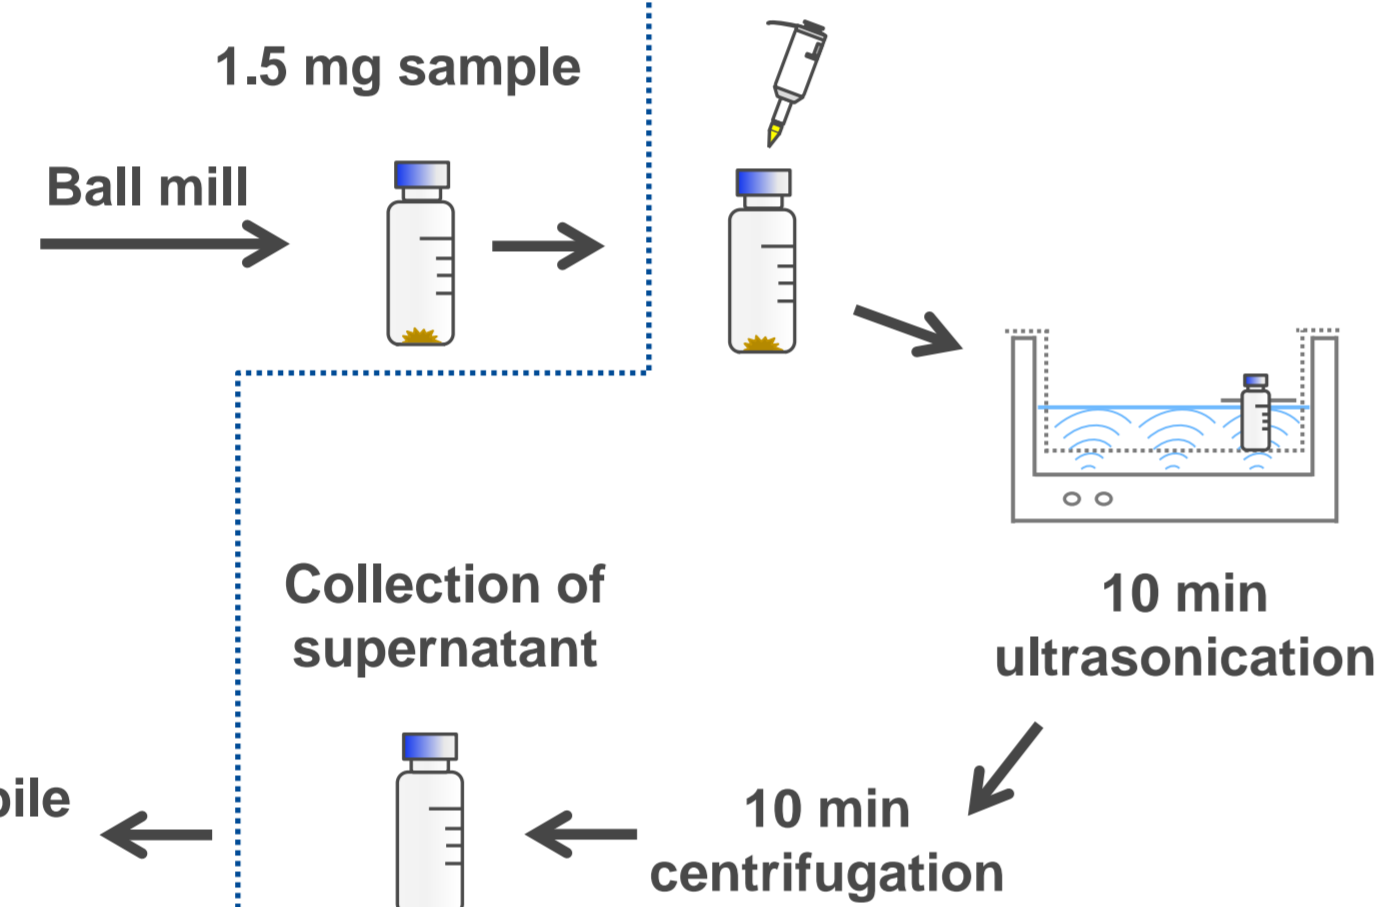 1.5 mg sample
Ball mill
10 min
ultrasonication
Collection of
supernatant
10 min
centrifugation